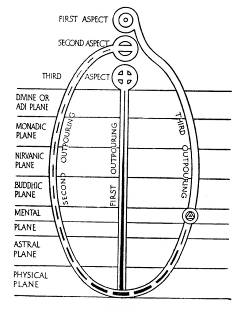 FIRST ASPECT
SECOND ASPECT
THIRD ASPECT
DIVINE OR
ADI PLANE
MONADIC
PLANE
NIRVANIC
PLANE
BUDDHIC
PLANE
MENTAL
PLANE
ASTRAL
PLANE
PHYSICAL
PLANE
SECOND OUTPOURING
FIRST OUTPOURING
THIRD OUTPOURING